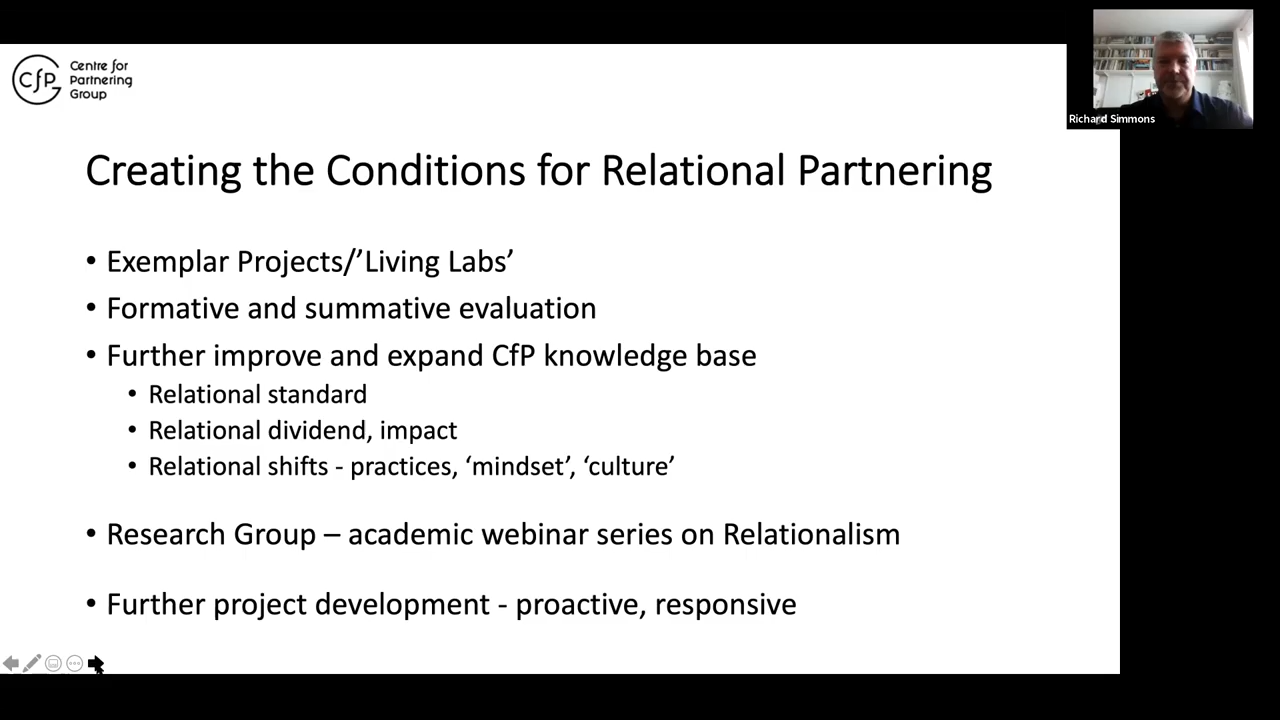 CfP
Centre for
Partnering
Group
Richard Simmons
Creating the Conditions for Relational Partnering
• Exemplar Projects/’Living Labs’
• Formative and summative evaluation
• Further improve and expand CfP knowledge base
• Relational standard
• Relational dividend, impact
• Relational shifts - practices, ‘mindset’, ‘culture’
• Research Group – academic webinar series on Relationalism
• Further project development - proactive, responsive